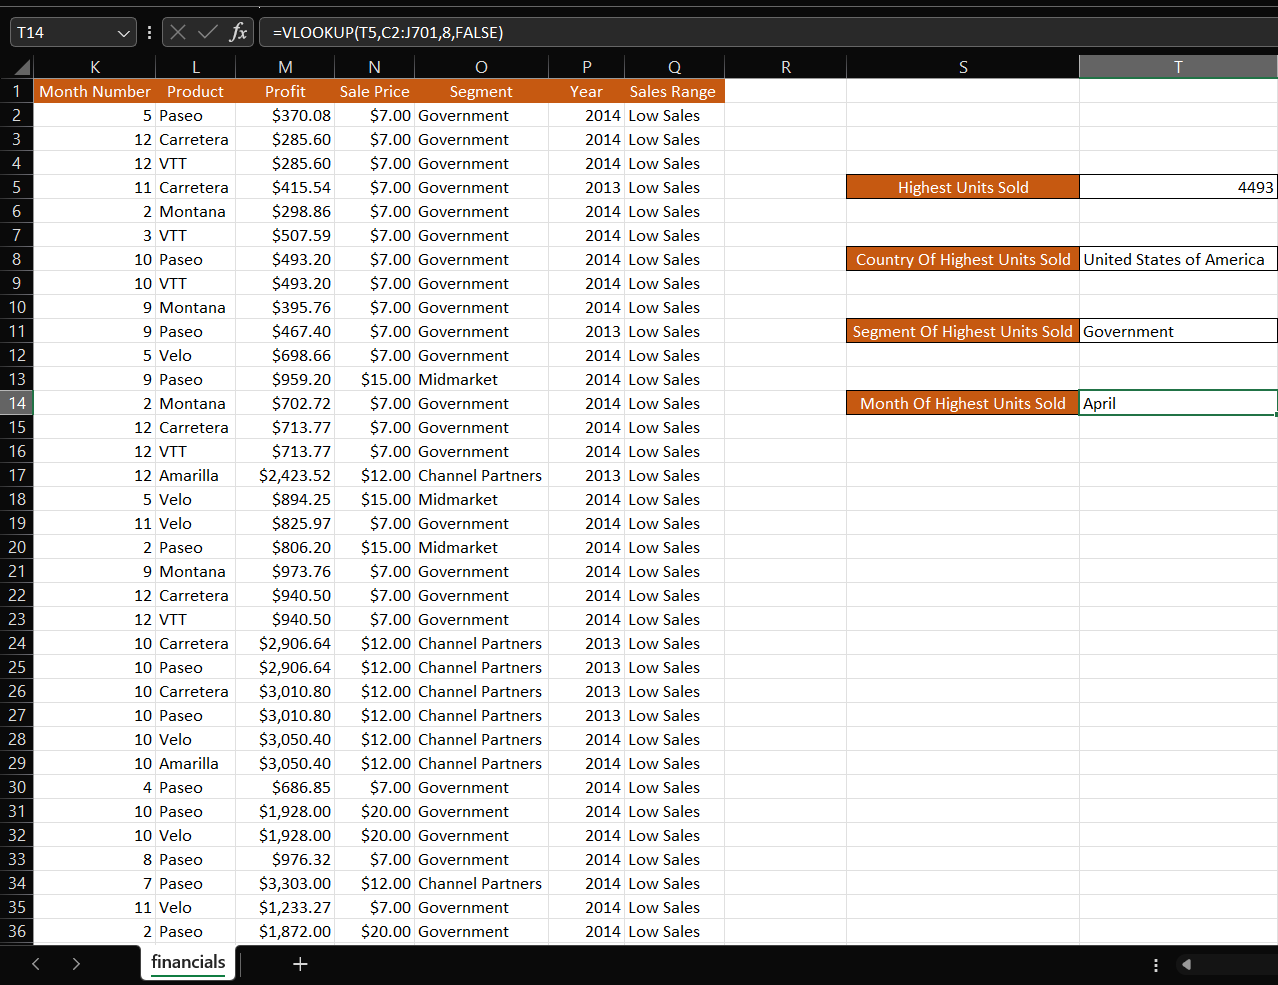 T14 fx =VLOOKUP(T5,C2:J701,8,FALSE)
K L M N O P Q R S T
1 Month Number Product Profit Sale Price Segment Year Sales Range
2 5 Paseo $370.08 $7.00 Government 2014 Low Sales
3 12 Carretera $285.60 $7.00 Government 2014 Low Sales
4 12 VTT $285.60 $7.00 Government 2014 Low Sales
5 11 Carretera $415.54 $7.00 Government 2013 Low Sales Highest Units Sold 4493
6 2 Montana $298.86 $7.00 Government 2014 Low Sales
7 3 VTT $507.59 $7.00 Government 2014 Low Sales
8 10 Paseo $493.20 $7.00 Government 2014 Low Sales Country Of Highest Units Sold United States of America
9 10 VTT $493.20 $7.00 Government 2014 Low Sales
10 9 Montana $395.76 $7.00 Government 2014 Low Sales
11 9 Paseo $467.40 $7.00 Government 2013 Low Sales Segment Of Highest Units Sold Government
12 5 Velo $698.66 $7.00 Government 2014 Low Sales
13 9 Paseo $959.20 $15.00 Midmarket 2014 Low Sales
14 2 Montana $702.72 $7.00 Government 2014 Low Sales Month Of Highest Units Sold April
15 12 Carretera $713.77 $7.00 Government 2014 Low Sales
16 12 VTT $713.77 $7.00 Government 2014 Low Sales
17 12 Amarilla $2,423.52 $12.00 Channel Partners 2013 Low Sales
18 5 Velo $894.25 $15.00 Midmarket 2014 Low Sales
19 11 Velo $825.97 $7.00 Government 2014 Low Sales
20 2 Paseo $806.20 $15.00 Midmarket 2014 Low Sales
21 9 Montana $973.76 $7.00 Government 2014 Low Sales
22 12 Carretera $940.50 $7.00 Government 2014 Low Sales
23 12 VTT $940.50 $7.00 Government 2014 Low Sales
24 10 Carretera $2,906.64 $12.00 Channel Partners 2013 Low Sales
25 10 Paseo $2,906.64 $12.00 Channel Partners 2013 Low Sales
26 10 Carretera $3,010.80 $12.00 Channel Partners 2013 Low Sales
27 10 Paseo $3,010.80 $12.00 Channel Partners 2013 Low Sales
28 10 Velo $3,050.40 $12.00 Channel Partners 2014 Low Sales
29 10 Amarilla $3,050.40 $12.00 Channel Partners 2014 Low Sales
30 4 Paseo $686.85 $7.00 Government 2014 Low Sales
31 10 Paseo $1,928.00 $20.00 Government 2014 Low Sales
32 10 Velo $1,928.00 $20.00 Government 2014 Low Sales
33 8 Paseo $976.32 $7.00 Government 2014 Low Sales
34 7 Paseo $3,303.00 $12.00 Channel Partners 2014 Low Sales
35 11 Velo $1,233.27 $7.00 Government 2014 Low Sales
36 2 Paseo $1,872.00 $20.00 Government 2014 Low Sales
financials